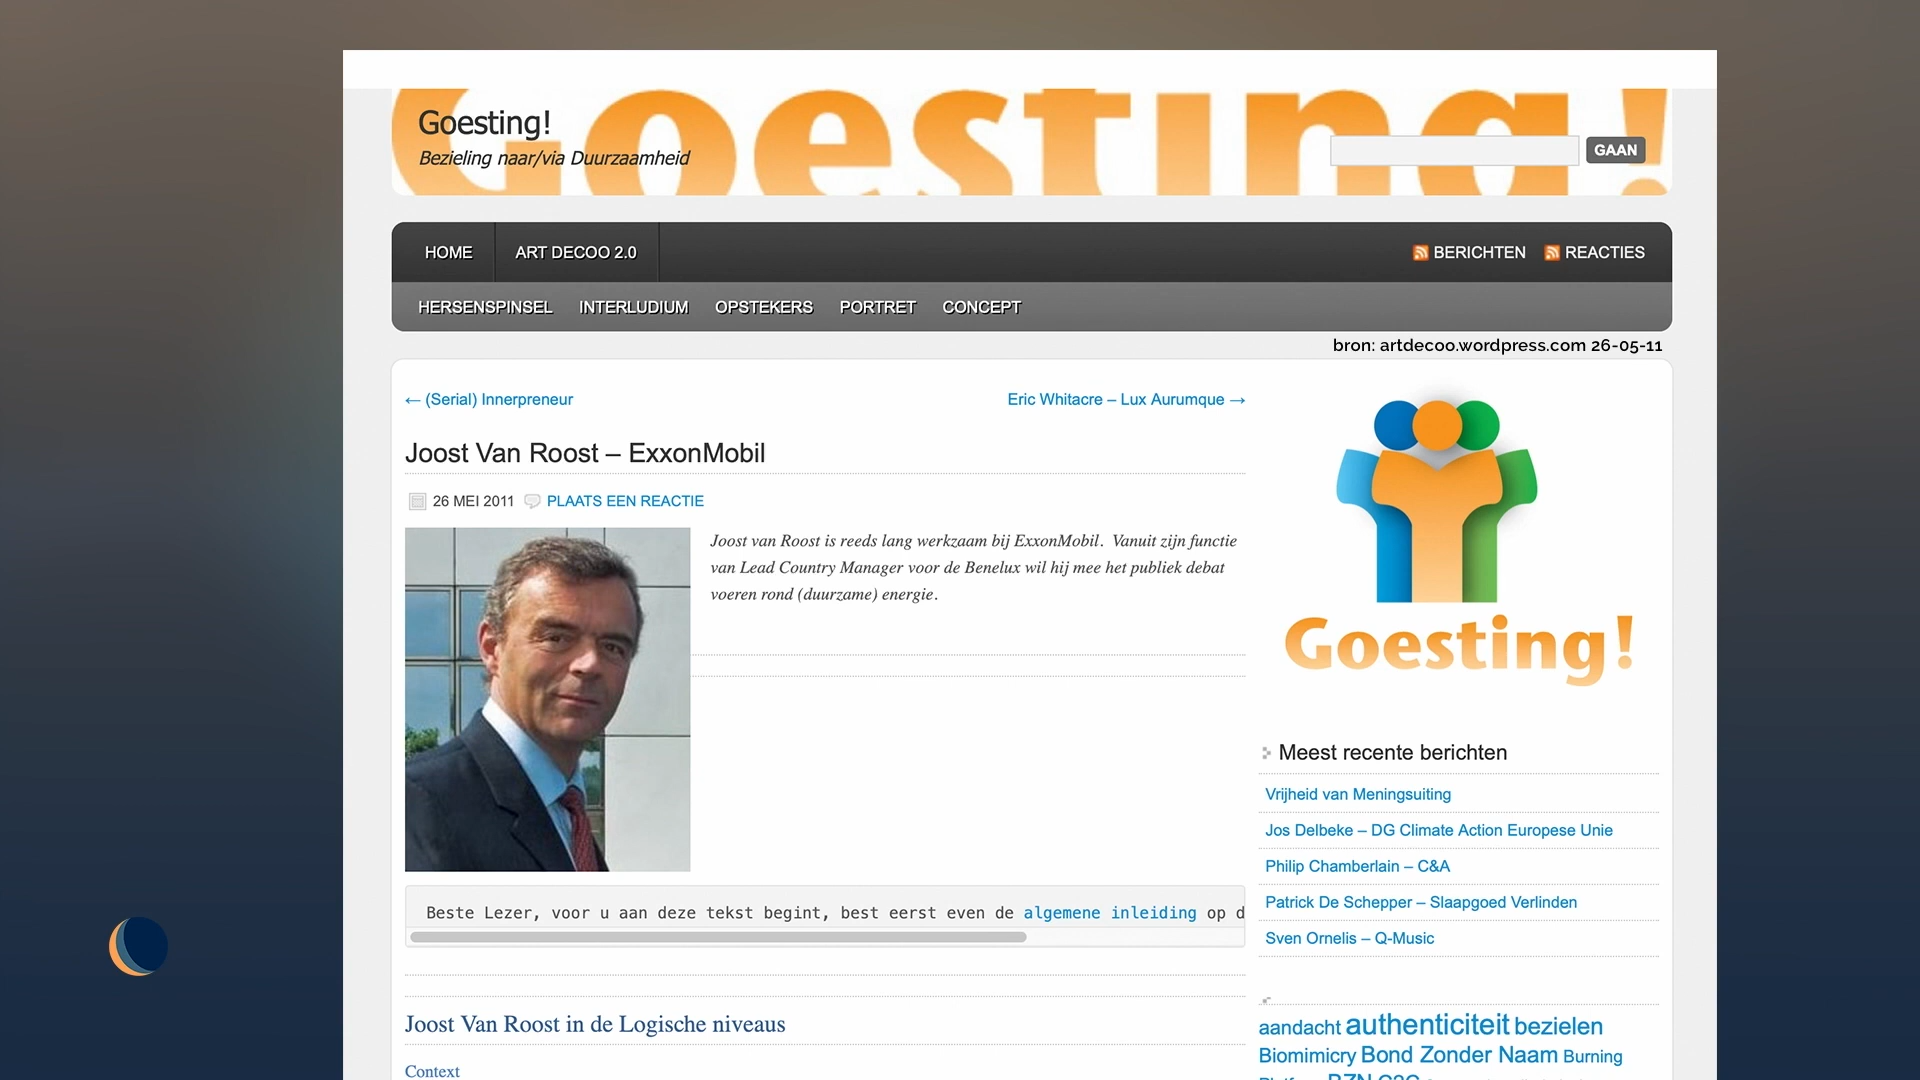 Goesting!
Goesting!
Bezieling naar/via Duurzaamheid
GAAN
HOME
ART DECOO 2.0
BERICHTEN
REACTIES
HERSENSPINSEL
INTERLUDIUM
OPSTEKERS
PORTRET
CONCEPT
bron: artdecoo.wordpress.com 26-05-11
← (Serial) Innerpreneur
Eric Whitacre – Lux Aurumque →
Joost Van Roost – ExxonMobil
26 MEI 2011
PLAATS EEN REACTIE
Joost van Roost is reeds lang werkzaam bij ExxonMobil. Vanuit zijn functie
van Lead Country Manager voor de Benelux wil hij mee het publiek debat
voeren rond (duurzame) energie.
Beste Lezer, voor u aan deze tekst begint, best eerst even de algemene inleiding op d
Joost Van Roost in de Logische niveaus
Context
Goesting!
Meest recente berichten
Vrijheid van Meningsuiting
Jos Delbeke – DG Climate Action Europese Unie
Philip Chamberlain – C&A
Patrick De Schepper – Slaapgoed Verlinden
Sven Ornelis – Q-Music
aandacht authenticiteit bezielen
Biomimicry Bond Zonder Naam Burning
BZN C2C